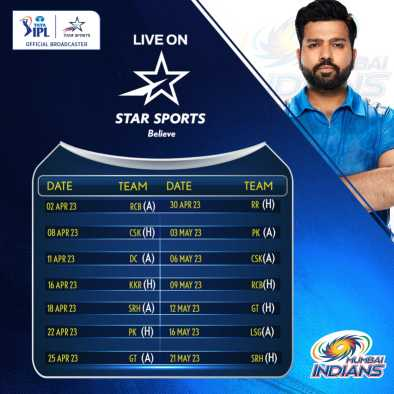 TATA
IPL
STAR SPORTS
OFFICIAL BROADCASTER
LIVE ON
STAR SPORTS
Believe
MUMBAI
INDIANS
DATE TEAM DATE TEAM
02 APR 23 RCB (A) 30 APR 23 RR (H)
08 APR 23 CSK (H) 03 MAY 23 PK (A)
11 APR 23 DC (A) 06 MAY 23 CSK(A)
16 APR 23 KKR (H) 09 MAY 23 RCB(H)
18 APR 23 SRH (A) 12 MAY 23 GT (H)
22 APR 23 PK (H) 16 MAY 23 LSG(A)
25 APR 23 GT (A) 21 MAY 23 SRH (H)
MUMBAI
INDIANS